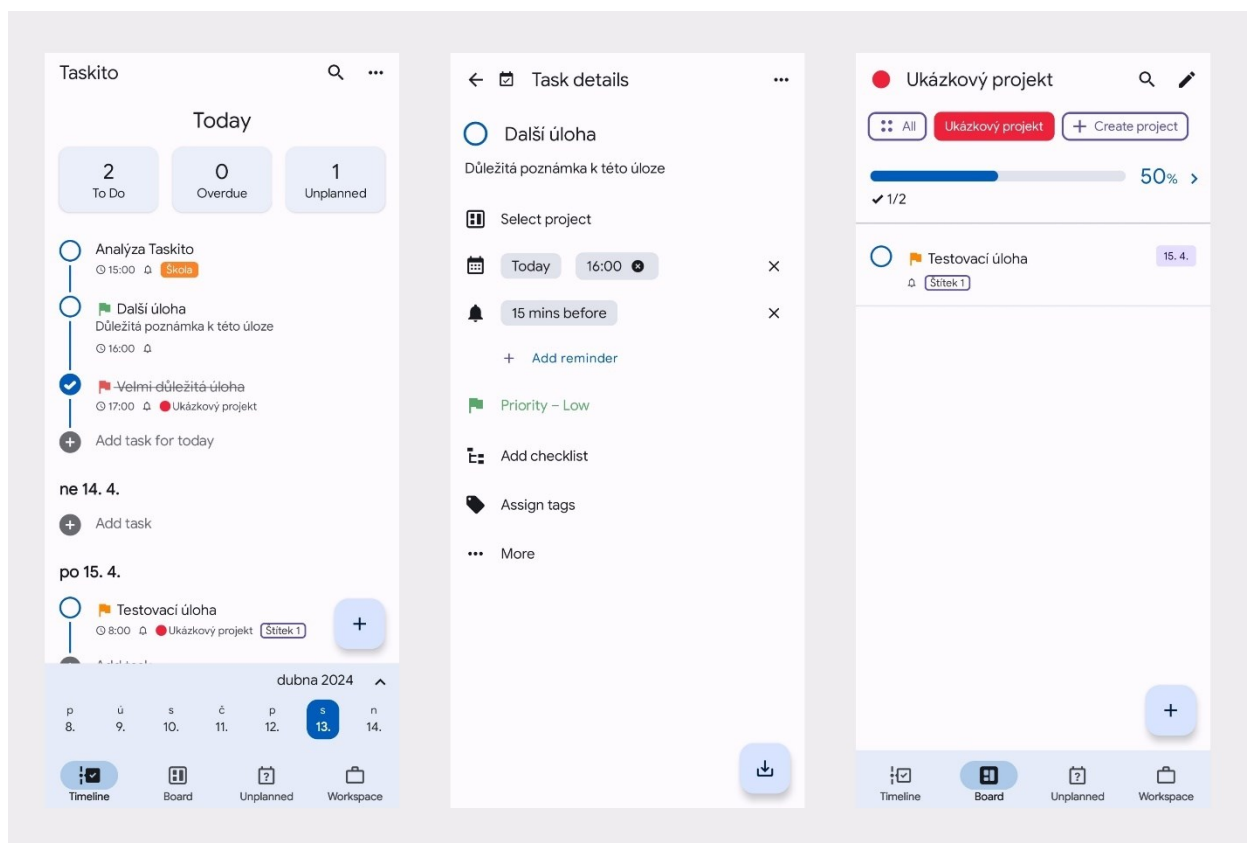 Taskito
Today
2
To Do
0
Overdue
1
Unplanned
Analýza Taskito
15:00 Škola
Další úloha
Důležitá poznámka k této úloze
16:00
Velmi důležitá úloha
17:00 Ukázkový projekt
Add task for today
ne 14. 4.
Add task
po 15. 4.
Testovací úloha
8:00 Ukázkový projekt Štítek 1
dubna 2024
p ú s č p s n
8. 9. 10. 11. 12. 13. 14.
Timeline Board Unplanned Workspace
Task details
Další úloha
Důležitá poznámka k této úloze
Select project
Today 16:00
15 mins before
+ Add reminder
Priority – Low
Add checklist
Assign tags
More
Ukázkový projekt
All Ukázkový projekt + Create project
50% >
1/2
Testovací úloha 15. 4.
Štítek 1
Timeline Board Unplanned Workspace